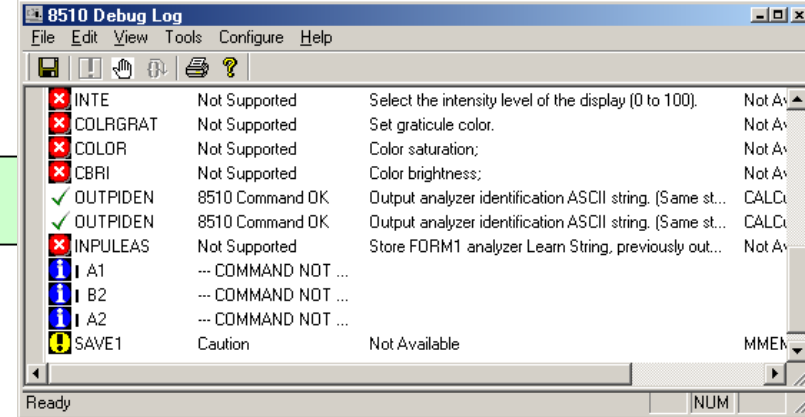 8510 Debug Log
File Edit View Tools Configure Help
INTE Not Supported Select the intensity level of the display (0 to 100). Not Av
COLRGRAT Not Supported Set graticule color. Not Av
COLOR Not Supported Color saturation; Not Av
CBRI Not Supported Color brightness; Not Av
OUTPIDEN 8510 Command OK Output analyzer identification ASCII string. (Same st... CALCu
OUTPIDEN 8510 Command OK Output analyzer identification ASCII string. (Same st... CALCu
INPULEAS Not Supported Store FORM1 analyzer Learn String, previously out... Not Av
I A1 --- COMMAND NOT ...
I B2 --- COMMAND NOT ...
I A2 --- COMMAND NOT ...
SAVE1 Caution Not Available MMEM
Ready NUM